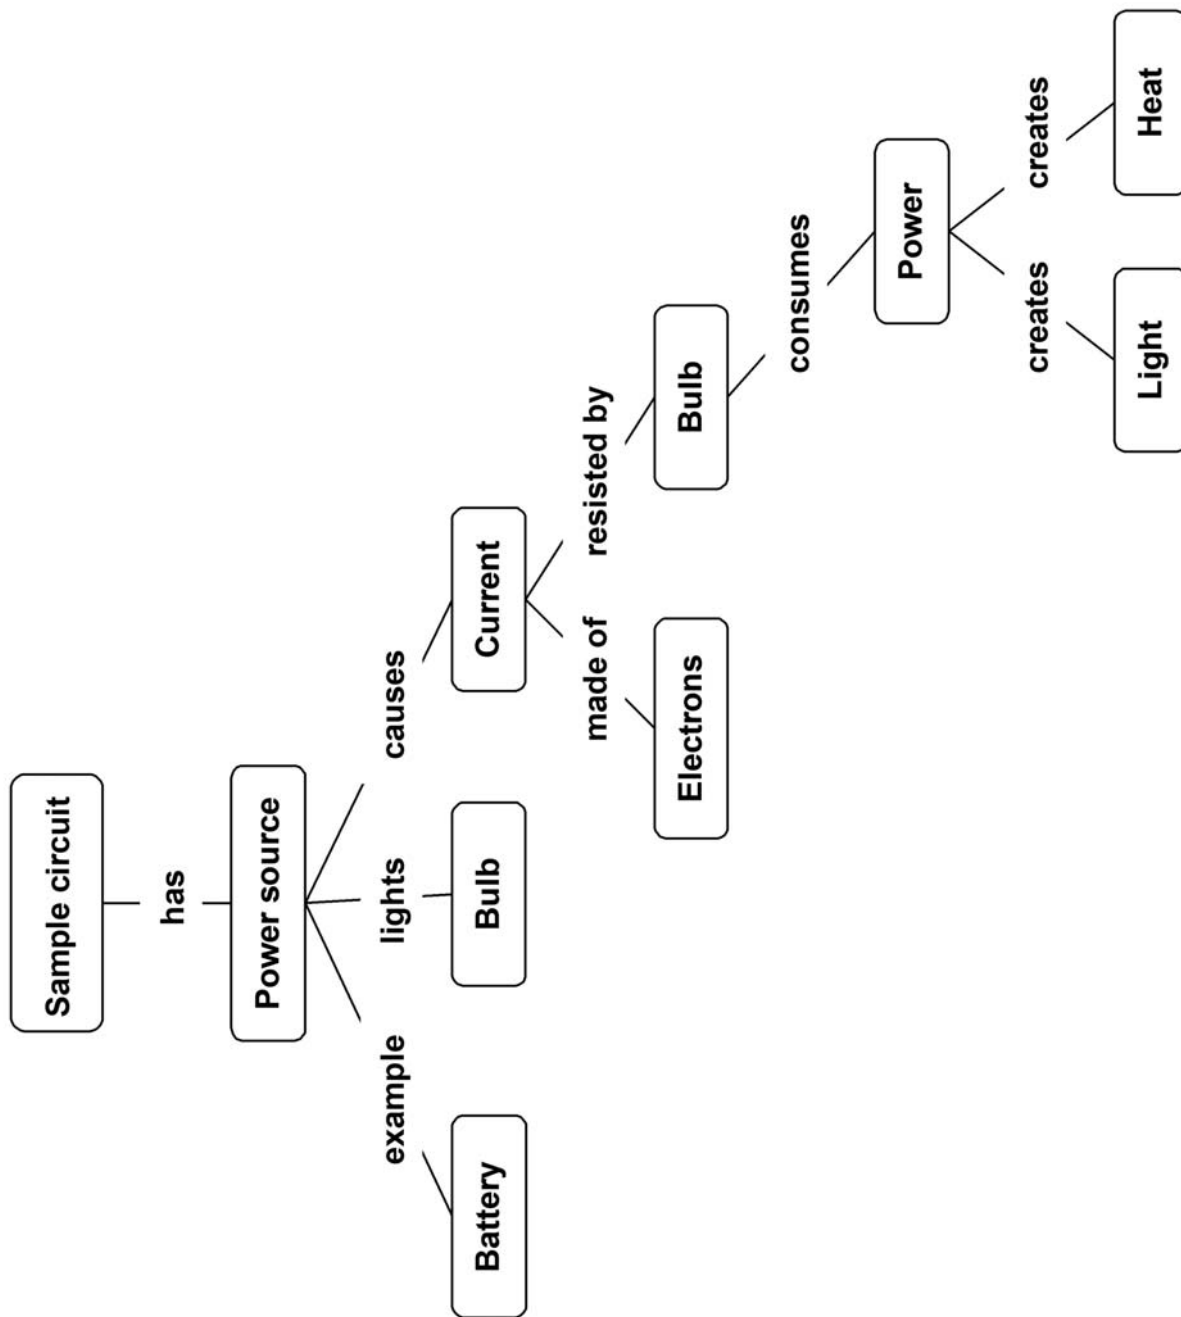 Sample circuit
has
Power source
example
lights
causes
Battery
Bulb
Current
made of
resisted by
Electrons
Bulb
consumes
Power
creates
creates
Light
Heat